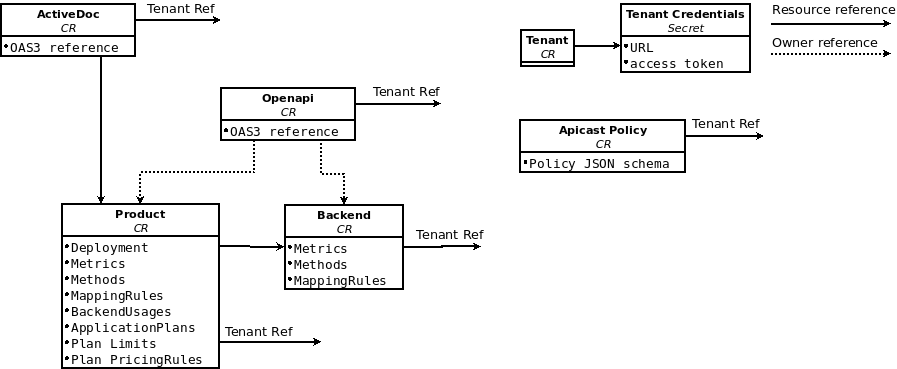 ActiveDoc
CR
OAS3 reference
Tenant Ref
Tenant
CR
Tenant Credentials
Secret
URL
access token
Resource reference
Owner reference
Openapi
CR
OAS3 reference
Tenant Ref
Apicast Policy
CR
Policy JSON schema
Tenant Ref
Product
CR
Deployment
Metrics
Methods
MappingRules
BackendUsages
ApplicationPlans
Plan Limits
Plan PricingRules
Tenant Ref
Backend
CR
Metrics
Methods
MappingRules
Tenant Ref